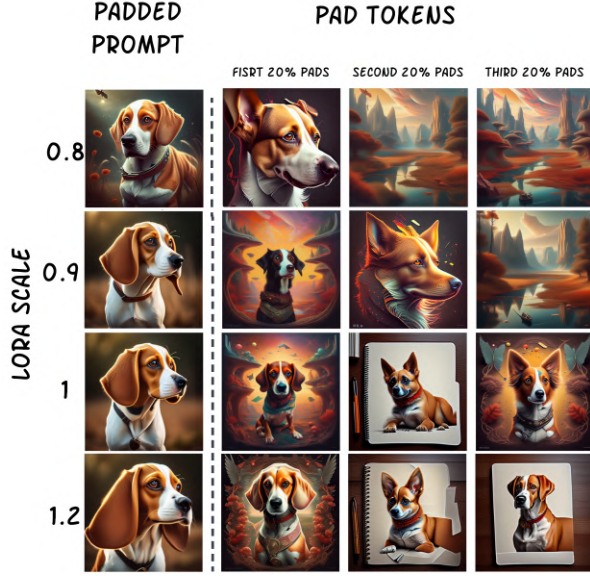 PADDED
PROMPT
PAD TOKENS
FISRT 20% PADS
SECOND 20% PADS
THIRD 20% PADS
LORA SCALE
0.8
0.9
1
1.2